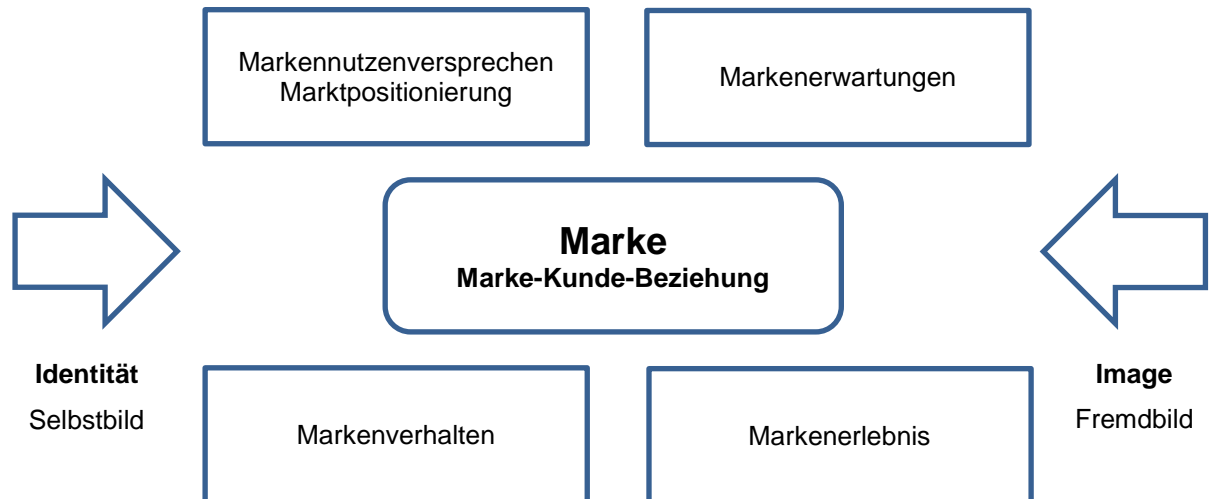 Markennutzenversprechen
Marktpositionierung
Markenerwartungen
Marke
Marke-Kunde-Beziehung
Identität
Selbstbild
Image
Fremdbild
Markenverhalten
Markenerlebnis